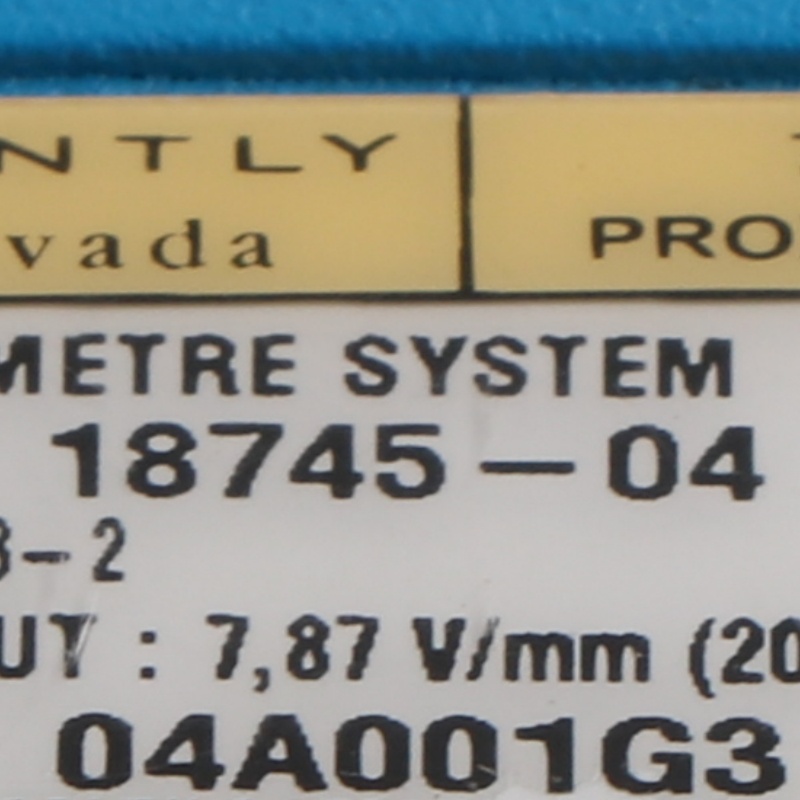 NTLY
vada
PRO
METRE SYSTEM
18745-04
3-2
UT : 7,87 V/mm (20
04A001G3